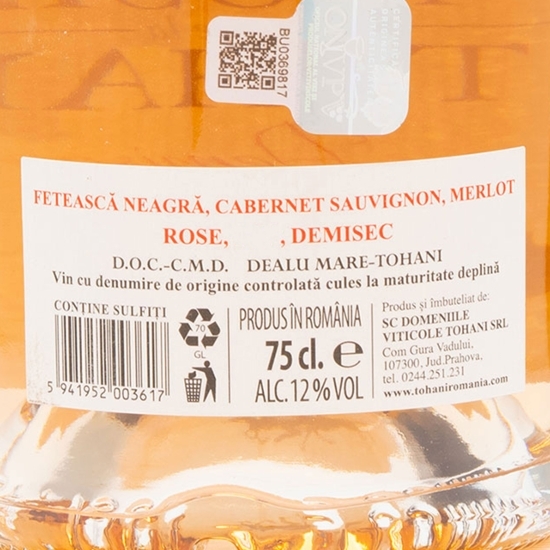 BU0369817
ONVPV
FETEASCĂ NEAGRĂ, CABERNET SAUVIGNON, MERLOT
ROSE, , DEMISEC
D.O.C.-C.M.D. DEALU MARE-TOHANI
Vin cu denumire de origine controlată cules la maturitate deplină
CONȚINE SULFIȚI
5 941952 003617
70
GL
PRODUS ÎN ROMÂNIA
75 cl. e
ALC. 12 % VOL
Produs și îmbuteliat de:
SC DOMENIILE
VITICOLE TOHANI SRL
Com Gura Vadului,
107300, Jud.Prahova.
tel. 0244.251.231
www.tohaniromania.com